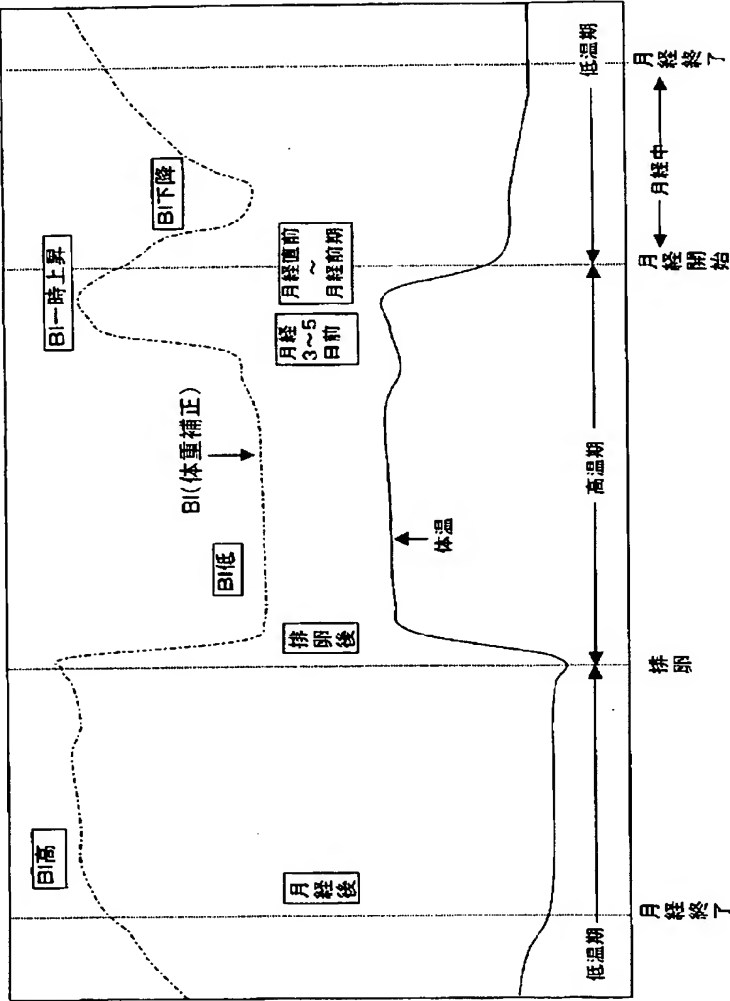 BI高
BI低
BI(体重補正)
BI一時上昇
BI下降
月経後
排卵後
月経
3～5
日前
月経直前
～
月経前期
体温
低温期
高温期
低温期
月経終了
排卵
月経開始
月経中
月経終了